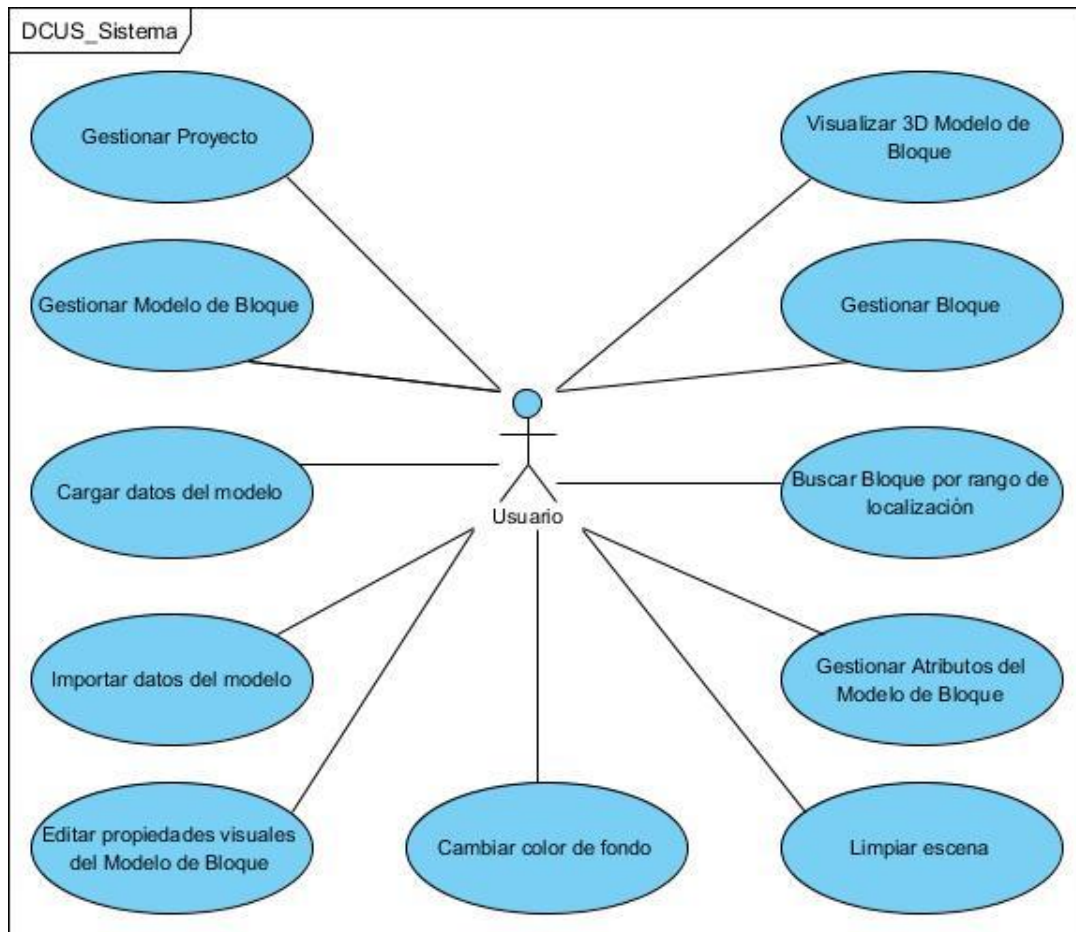 DCUS_Sistema
Gestionar Proyecto
Visualizar 3D Modelo de
Bloque
Gestionar Modelo de Bloque
Gestionar Bloque
Cargar datos del modelo
Usuario
Buscar Bloque por rango de
localización
Importar datos del modelo
Gestionar Atributos del
Modelo de Bloque
Editar propiedades visuales
del Modelo de Bloque
Cambiar color de fondo
Limpiar escena